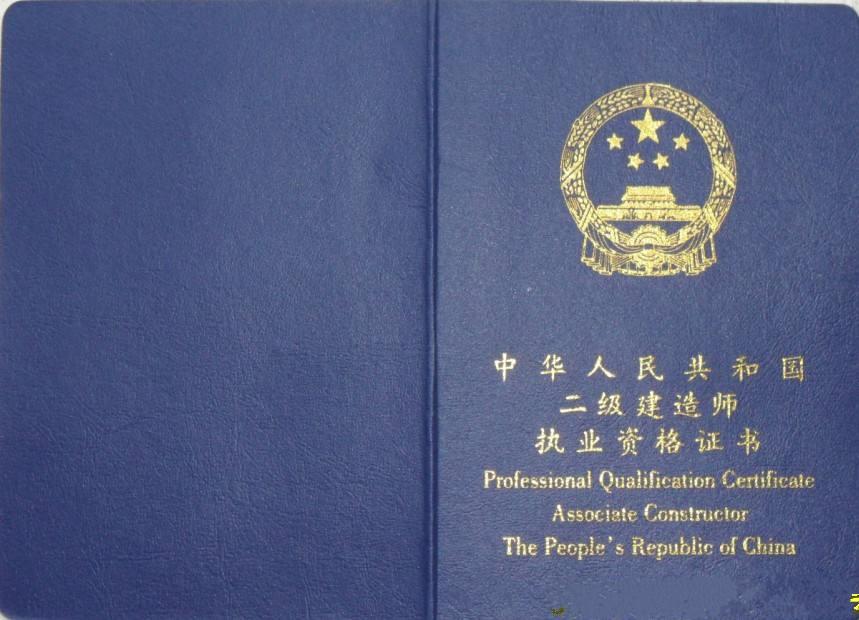 中华人民共和国
二级建造师
执业资格证书
Professional Qualification Certificate
Associate Constructor
The People's Republic of China